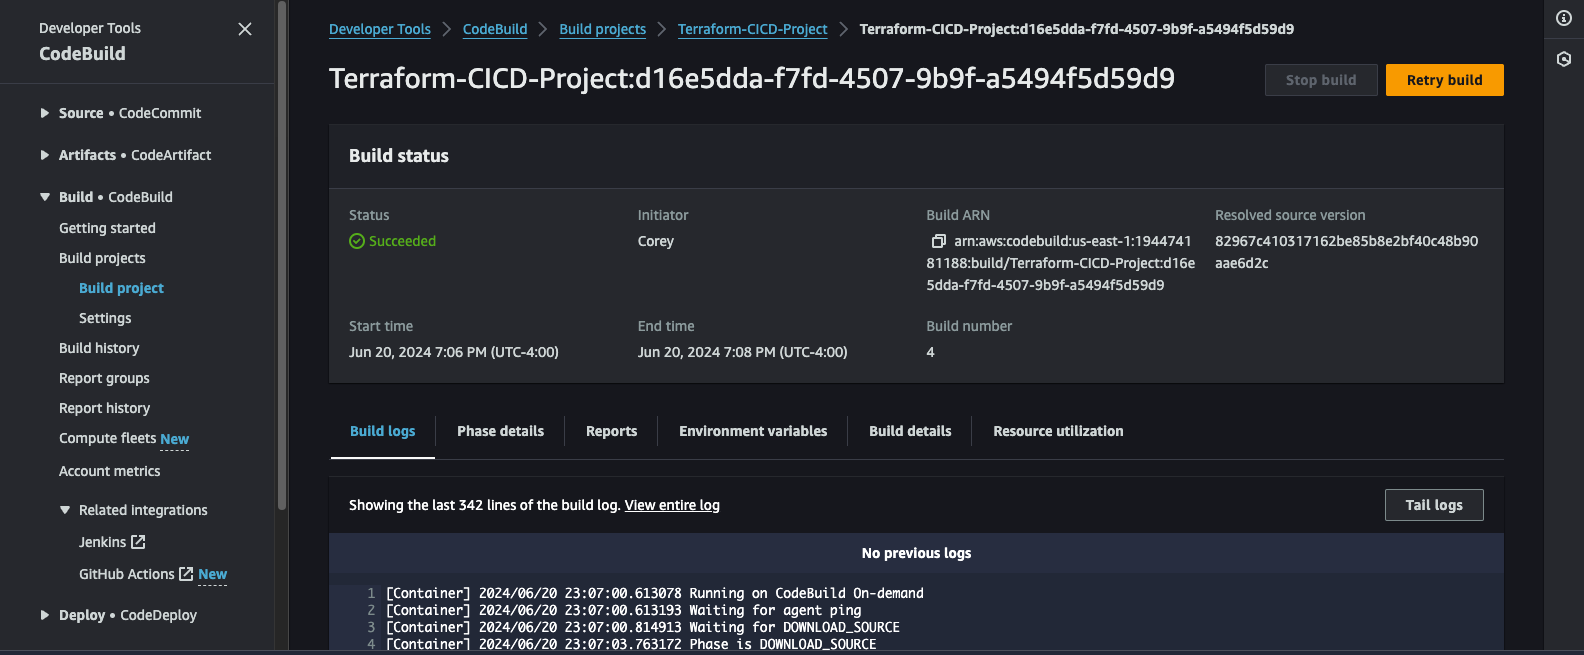 Developer Tools
CodeBuild
Source • CodeCommit
Artifacts • CodeArtifact
Build • CodeBuild
Getting started
Build projects
Build project
Settings
Build history
Report groups
Report history
Compute fleets New
Account metrics
Related integrations
Jenkins
GitHub Actions New
Deploy • CodeDeploy
Developer Tools > CodeBuild > Build projects > Terraform-CICD-Project > Terraform-CICD-Project:d16e5dda-f7fd-4507-9b9f-a5494f5d59d9
Terraform-CICD-Project:d16e5dda-f7fd-4507-9b9f-a5494f5d59d9
Stop build
Retry build
Build status
Status
Succeeded
Initiator
Corey
Build ARN
arn:aws:codebuild:us-east-1:1944741
81188:build/Terraform-CICD-Project:d16e
5dda-f7fd-4507-9b9f-a5494f5d59d9
Resolved source version
82967c410317162be85b8e2bf40c48b90
aae6d2c
Start time
Jun 20, 2024 7:06 PM (UTC-4:00)
End time
Jun 20, 2024 7:08 PM (UTC-4:00)
Build number
4
Build logs
Phase details
Reports
Environment variables
Build details
Resource utilization
Showing the last 342 lines of the build log. View entire log
Tail logs
No previous logs
1 [Container] 2024/06/20 23:07:00.613078 Running on CodeBuild On-demand
2 [Container] 2024/06/20 23:07:00.613193 Waiting for agent ping
3 [Container] 2024/06/20 23:07:00.814913 Waiting for DOWNLOAD_SOURCE
4 [Container] 2024/06/20 23:07:03.763172 Phase is DOWNLOAD_SOURCE